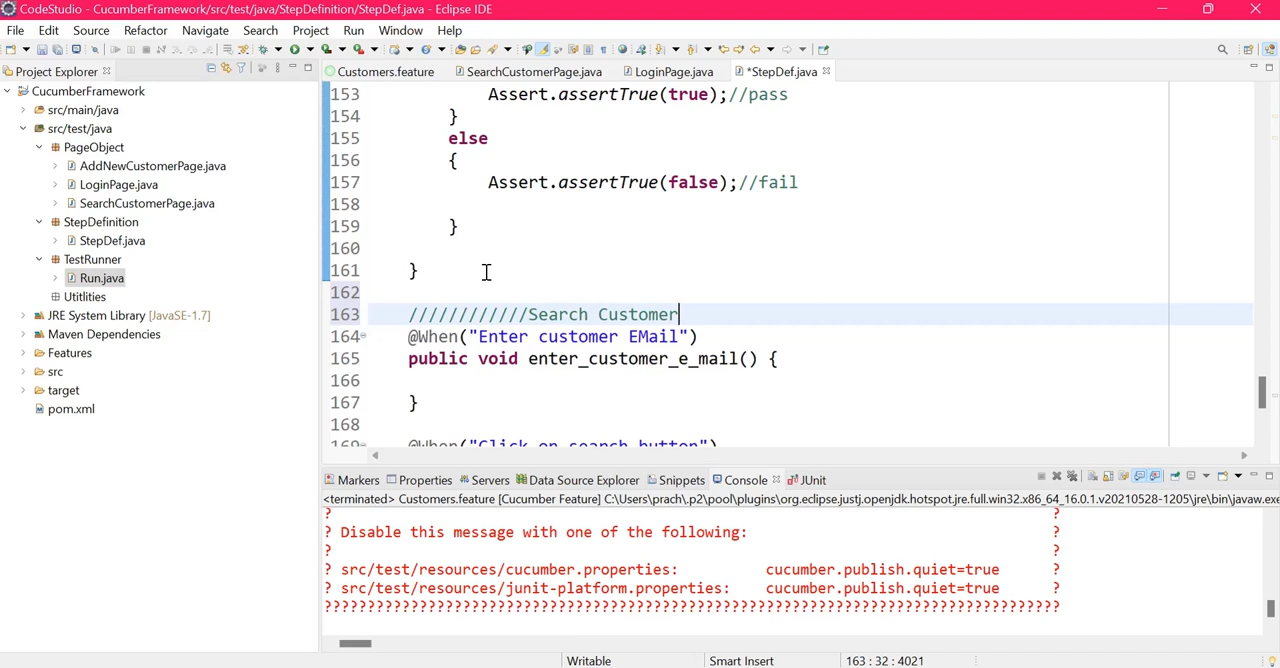 CodeStudio - CucumberFramework/src/test/java/StepDefinition/StepDef.java - Eclipse IDE
File Edit Source Refactor Navigate Search Project Run Window Help
Project Explorer
Customers.feature SearchCustomerPage.java LoginPage.java *StepDef.java
CucumberFramework
src/main/java
src/test/java
PageObject
AddNewCustomerPage.java
LoginPage.java
SearchCustomerPage.java
StepDefinition
StepDef.java
TestRunner
Run.java
Utitlities
JRE System Library [JavaSE-1.7]
Maven Dependencies
Features
src
target
pom.xml
153 Assert.assertTrue(true);//pass
154 }
155 else
156 {
157 Assert.assertTrue(false);//fail
158
159 }
160
161 }
162
163 ////////////Search Customer
164 @When("Enter customer EMail")
165 public void enter_customer_e_mail() {
166
167 }
168
169 @When("Click on search button")
Markers Properties Servers Data Source Explorer Snippets Console JUnit
<terminated> Customers.feature [Cucumber Feature] C:\Users\prach\.p2\pool\plugins\org.eclipse.justj.openjdk.hotspot.jre.full.win32.x86_64_16.0.1.v20210528-1205\jre\bin\javaw.exe
? ?
? Disable this message with one of the following: ?
? ?
? src/test/resources/cucumber.properties: cucumber.publish.quiet=true ?
? src/test/resources/junit-platform.properties: cucumber.publish.quiet=true ?
????????????????????????????????????????????????????????????????????????
Writable Smart Insert 163 : 32 : 4021